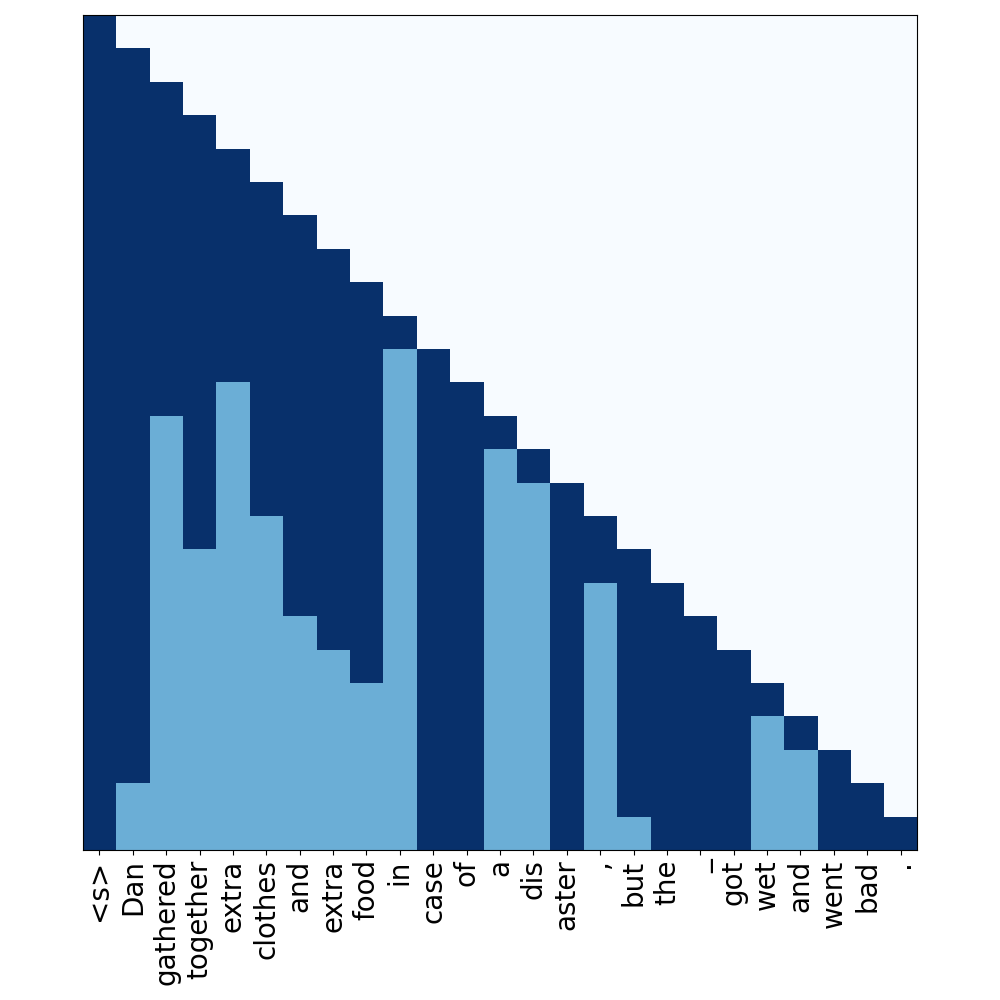 <s> Dan gathered together extra clothes and extra food in case of a dis aster , but the _ got wet and went bad .